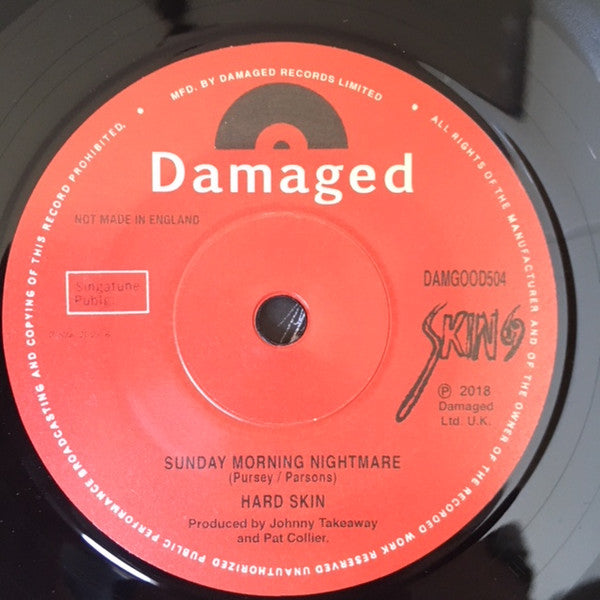 MFD. BY DAMAGED RECORDS LIMITED • ALL RIGHTS OF THE MANUFACTURER AND OF THE OWNER OF THE RECORDED WORK RESERVED UNAUTHORIZED PUBLIC PERFORMANCE BROADCASTING AND COPYING OF THIS RECORD PROHIBITED. •
Damaged
NOT MADE IN ENGLAND
Singatune
Publg.
DAMGOOD504
SKIN 69
℗ 2018
Damaged
Ltd. U.K.
SUNDAY MORNING NIGHTMARE
(Pursey / Parsons)
HARD SKIN
Produced by Johnny Takeaway
and Pat Collier.